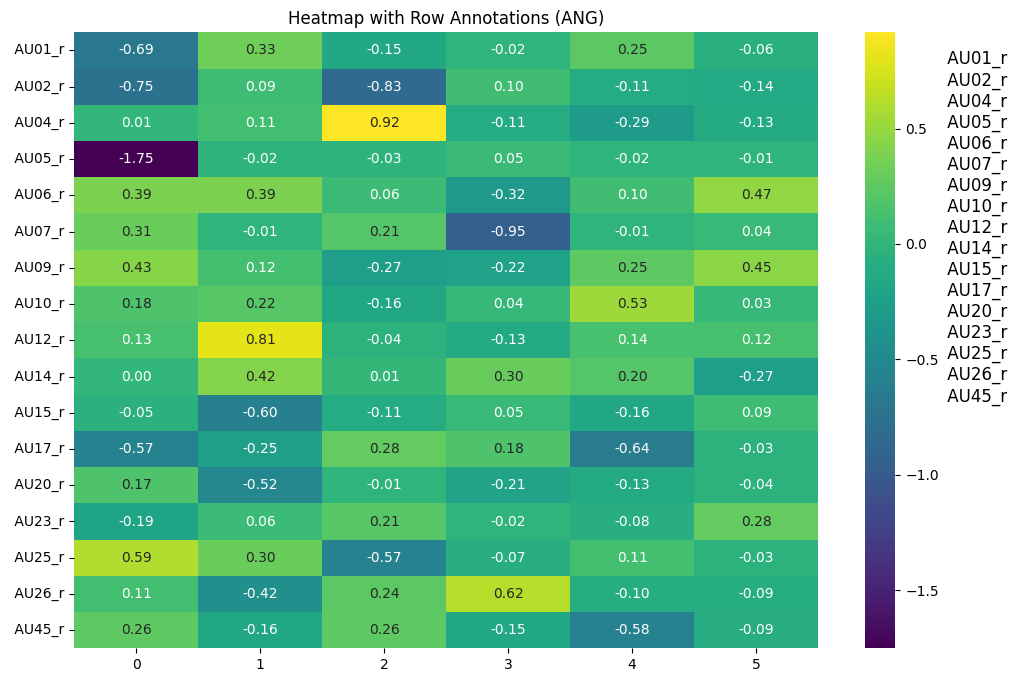 Heatmap with Row Annotations (ANG)
AU01_r -0.69 0.33 -0.15 -0.02 0.25 -0.06
AU02_r -0.75 0.09 -0.83 0.10 -0.11 -0.14
AU04_r 0.01 0.11 0.92 -0.11 -0.29 -0.13
AU05_r -1.75 -0.02 -0.03 0.05 -0.02 -0.01
AU06_r 0.39 0.39 0.06 -0.32 0.10 0.47
AU07_r 0.31 -0.01 0.21 -0.95 -0.01 0.04
AU09_r 0.43 0.12 -0.27 -0.22 0.25 0.45
AU10_r 0.18 0.22 -0.16 0.04 0.53 0.03
AU12_r 0.13 0.81 -0.04 -0.13 0.14 0.12
AU14_r 0.00 0.42 0.01 0.30 0.20 -0.27
AU15_r -0.05 -0.60 -0.11 0.05 -0.16 0.09
AU17_r -0.57 -0.25 0.28 0.18 -0.64 -0.03
AU20_r 0.17 -0.52 -0.01 -0.21 -0.13 -0.04
AU23_r -0.19 0.06 0.21 -0.02 -0.08 0.28
AU25_r 0.59 0.30 -0.57 -0.07 0.11 -0.03
AU26_r 0.11 -0.42 0.24 0.62 -0.10 -0.09
AU45_r 0.26 -0.16 0.26 -0.15 -0.58 -0.09
0 1 2 3 4 5
0.5
0.0
−0.5
−1.0
−1.5
AU01_r
AU02_r
AU04_r
AU05_r
AU06_r
AU07_r
AU09_r
AU10_r
AU12_r
AU14_r
AU15_r
AU17_r
AU20_r
AU23_r
AU25_r
AU26_r
AU45_r